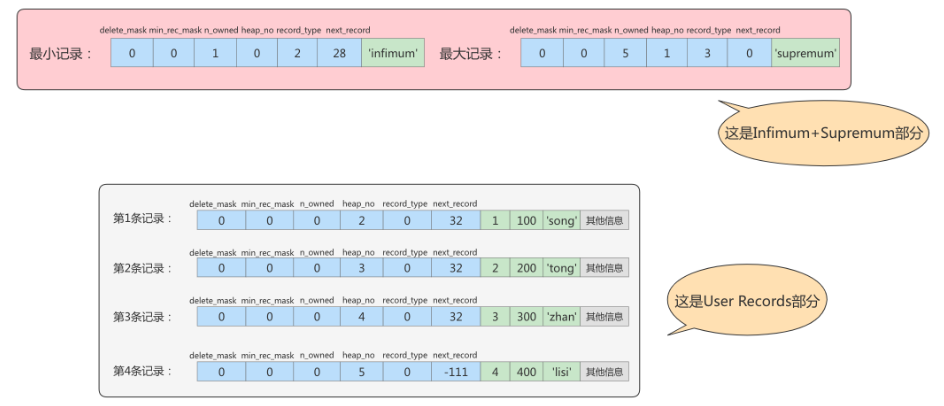 delete_mask min_rec_mask n_owned heap_no record_type next_record
最小记录： 0 0 1 0 2 28 'infimum'
delete_mask min_rec_mask n_owned heap_no record_type next_record
最大记录： 0 0 5 1 3 0 'supremum'
这是Infimum+Supremum部分
delete_mask min_rec_mask n_owned heap_no record_type next_record
第1条记录： 0 0 0 2 0 32 1 100 'song' 其他信息
delete_mask min_rec_mask n_owned heap_no record_type next_record
第2条记录： 0 0 0 3 0 32 2 200 'tong' 其他信息
delete_mask min_rec_mask n_owned heap_no record_type next_record
第3条记录： 0 0 0 4 0 32 3 300 'zhan' 其他信息
delete_mask min_rec_mask n_owned heap_no record_type next_record
第4条记录： 0 0 0 5 0 -111 4 400 'lisi' 其他信息
这是User Records部分